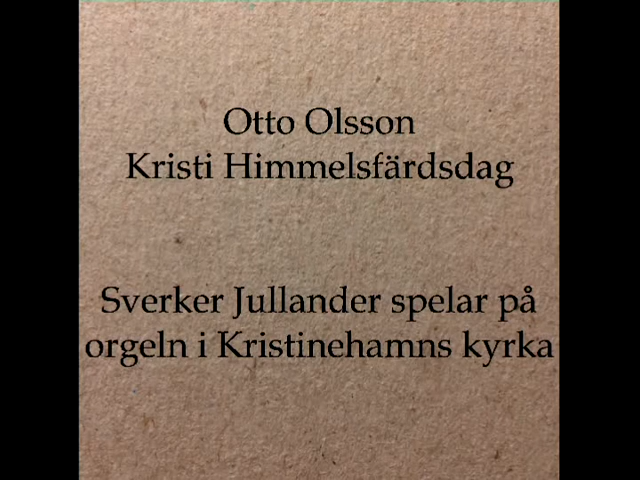 Otto Olsson
Kristi Himmelsfärdsdag
Sverker Jullander spelar på
orgeln i Kristinehamns kyrka